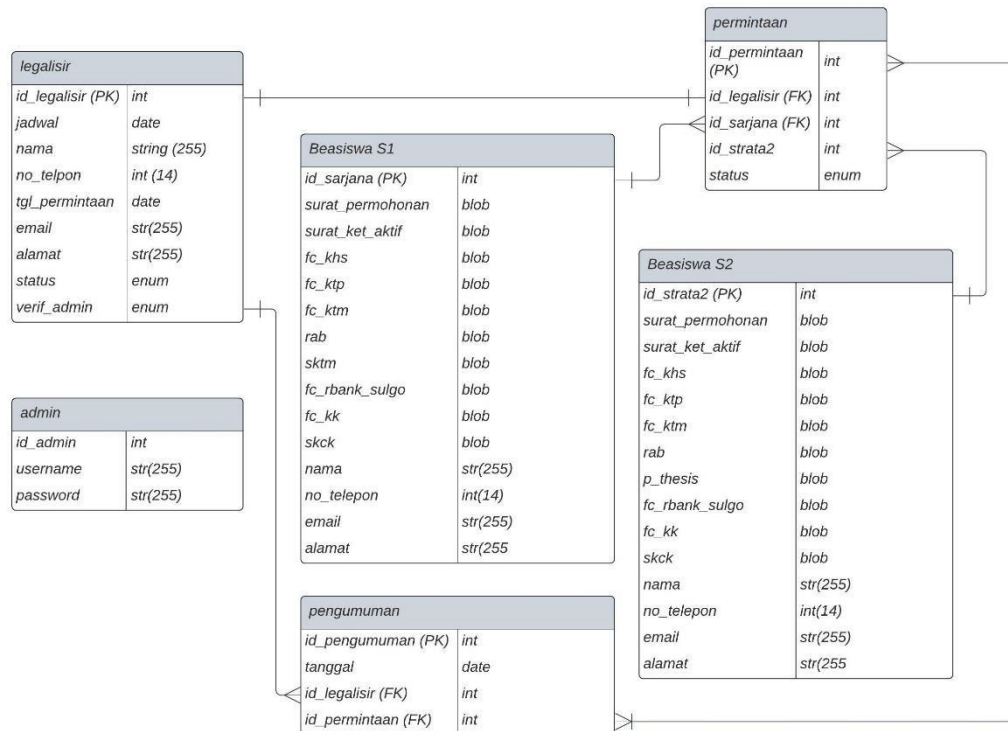 legalisir
id_legalisir (PK) int
jadwal date
nama string (255)
no_telpon int (14)
tgl_permintaan date
email str(255)
alamat str(255)
status enum
verif_admin enum
admin
id_admin int
username str(255)
password str(255)
Beasiswa S1
id_sarjana (PK) int
surat_permohonan blob
surat_ket_aktif blob
fc_khs blob
fc_ktp blob
fc_ktm blob
rab blob
sktm blob
fc_rbank_sulgo blob
fc_kk blob
skck blob
nama str(255)
no_telepon int(14)
email str(255)
alamat str(255
pengumuman
id_pengumuman (PK) int
tanggal date
id_legalisir (FK) int
id_permintaan (FK) int
permintaan
id_permintaan
(PK) int
id_legalisir (FK) int
id_sarjana (FK) int
id_strata2 int
status enum
Beasiswa S2
id_strata2 (PK) int
surat_permohonan blob
surat_ket_aktif blob
fc_khs blob
fc_ktp blob
fc_ktm blob
rab blob
p_thesis blob
fc_rbank_sulgo blob
fc_kk blob
skck blob
nama str(255)
no_telepon int(14)
email str(255)
alamat str(255